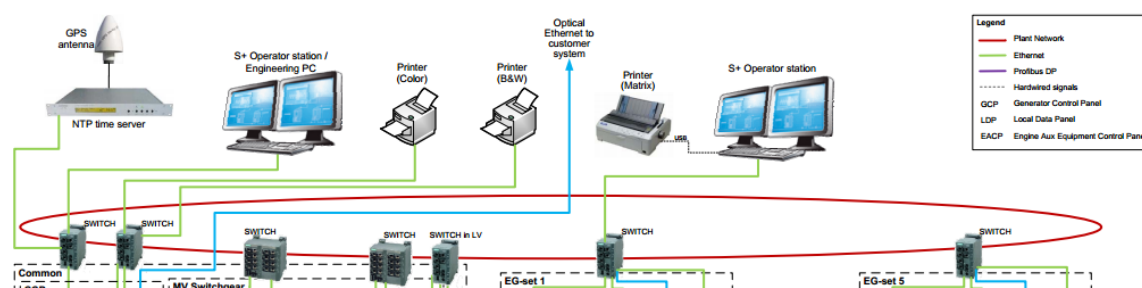 GPS
antenna
NTP time server
S+ Operator station /
Engineering PC
Printer
(Color)
Printer
(B&W)
Optical
Ethernet to
customer
system
Printer
(Matrix)
use
S+ Operator station
Legend
Plant Network
Ethernet
Profibus DP
Hardwired signals
GCP Generator Control Panel
LDP Local Data Panel
EACP Engine Aux Equipment Control Pane
SWITCH
SWITCH
SWITCH
SWITCH
SWITCH in LV
SWITCH
SWITCH
Common
MV Switchgear
EG-set 1
EG-set 5